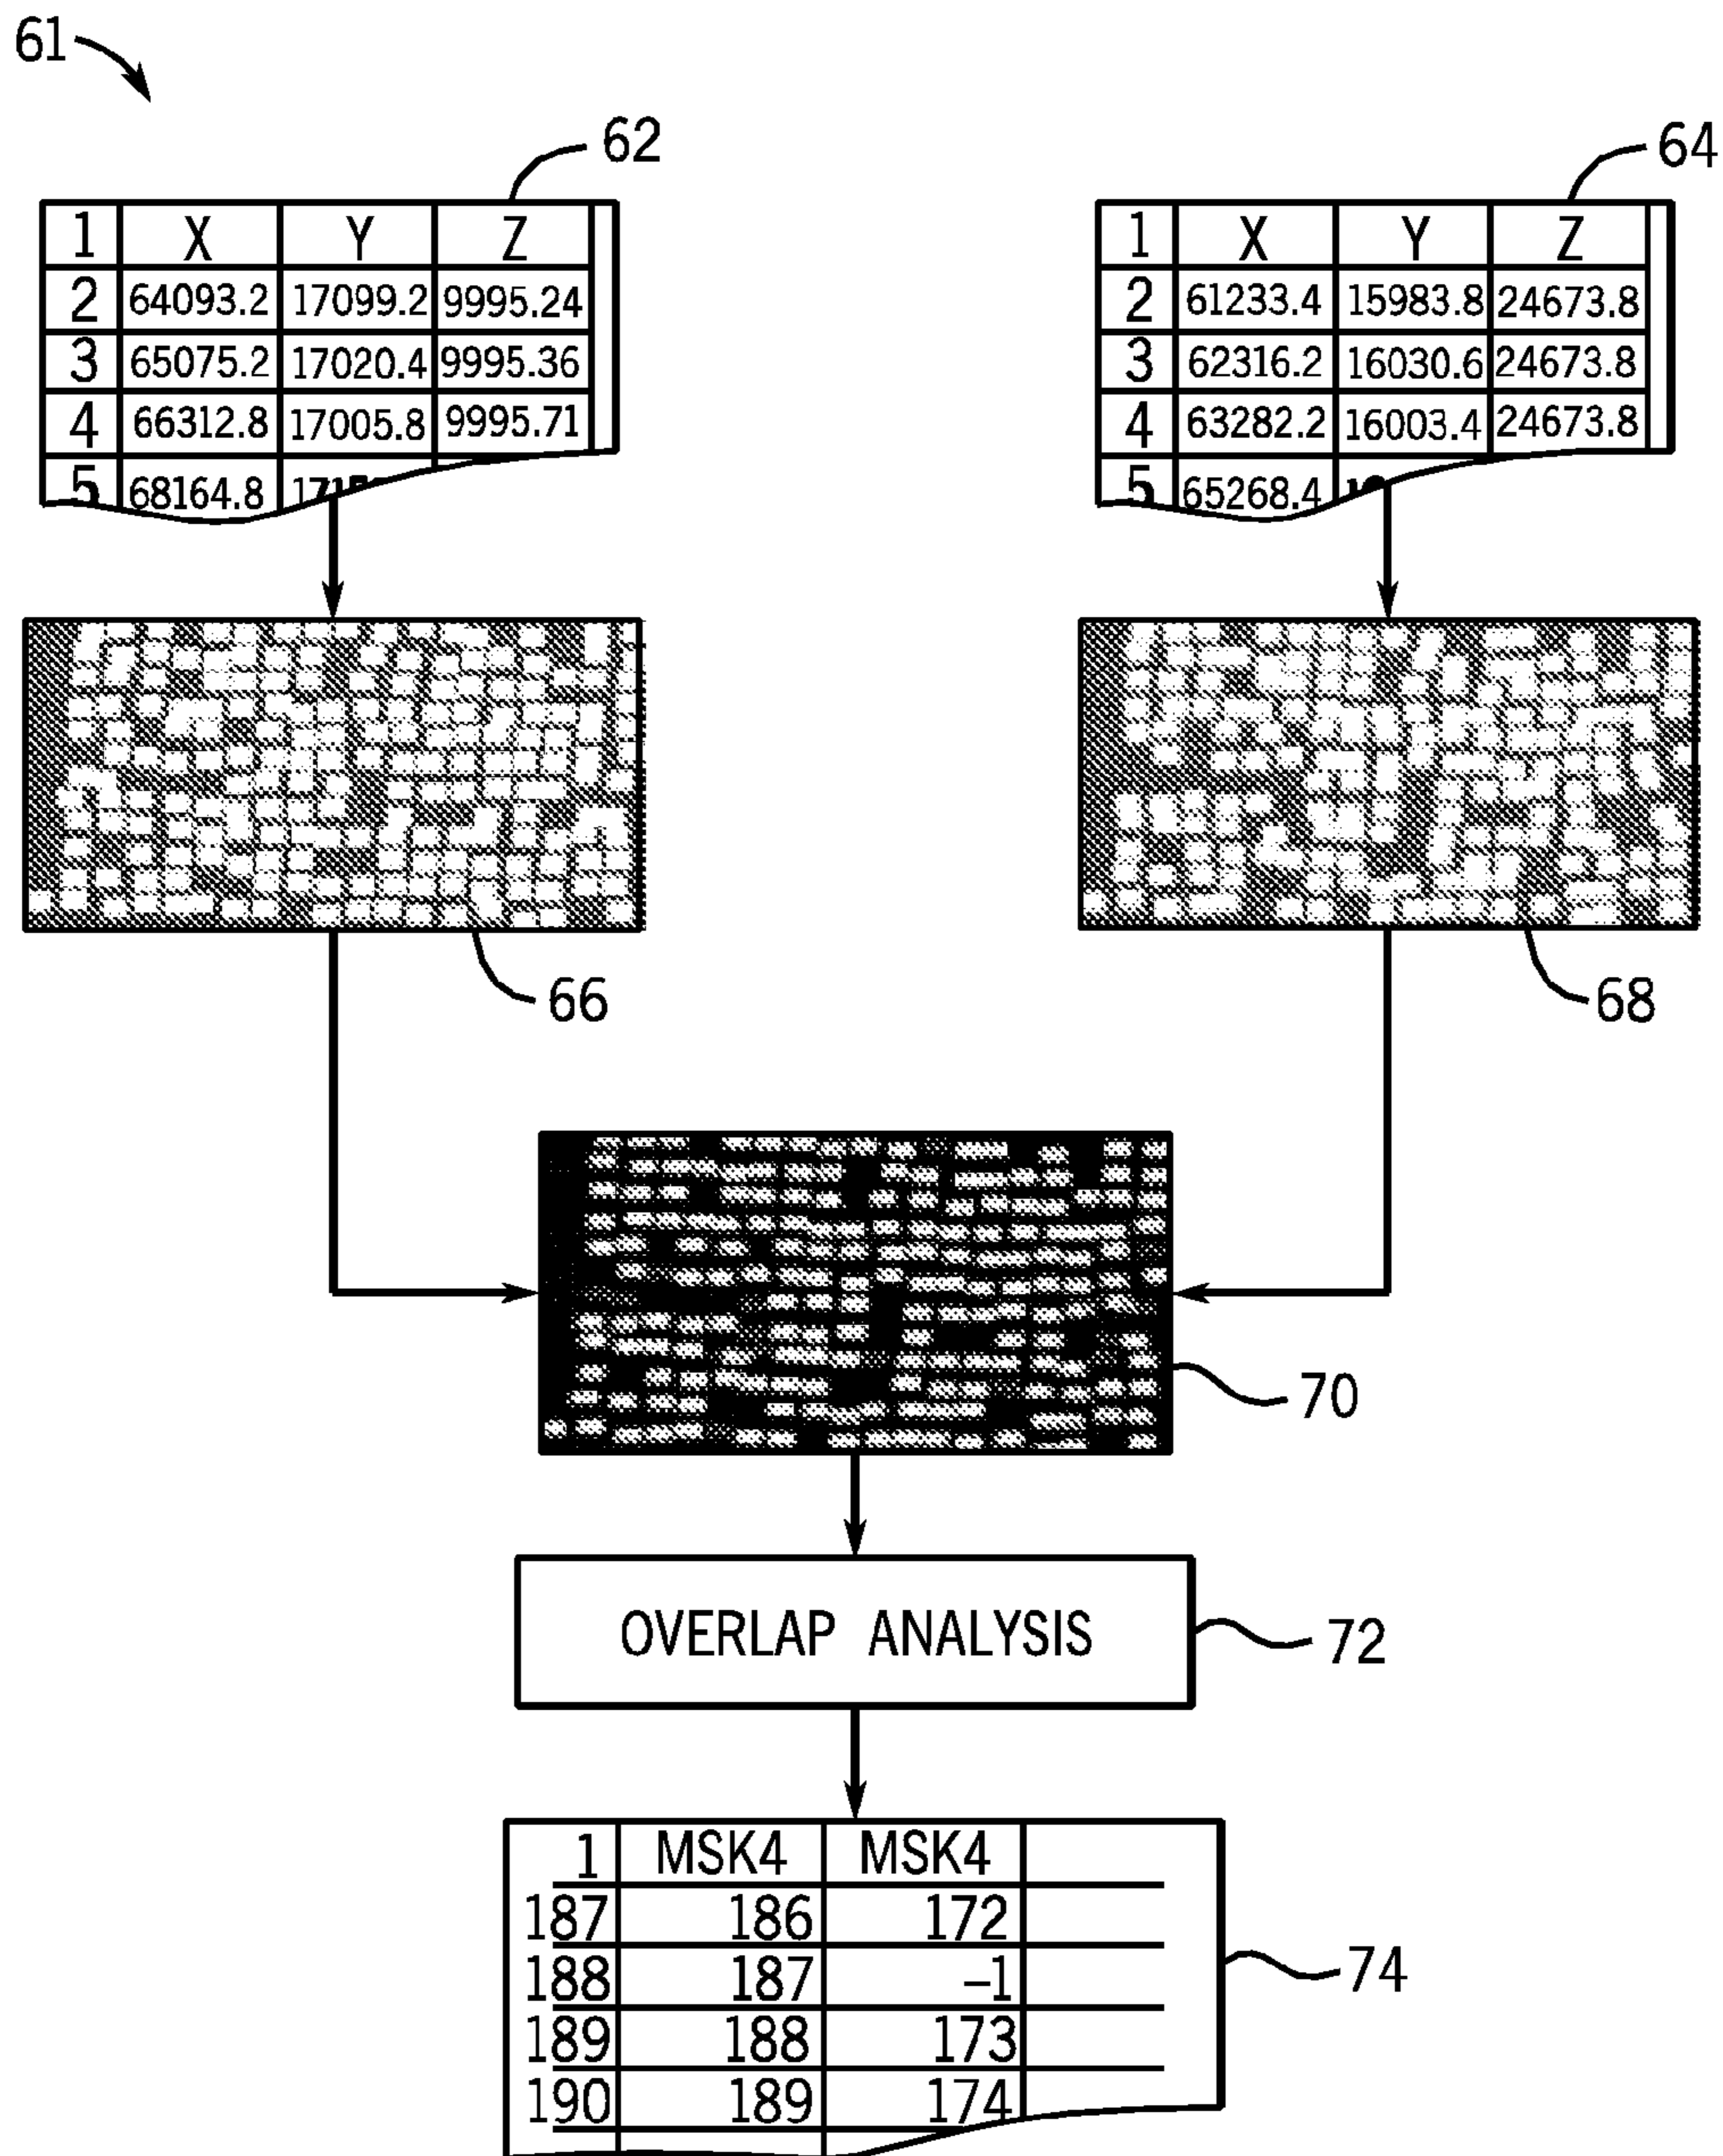 61
62
64
1 X Y Z
2 64093.2 17099.2 9995.24
3 65075.2 17020.4 9995.36
4 66312.8 17005.8 9995.71
5 68164.8
1 X Y Z
2 61233.4 15983.8 24673.8
3 62316.2 16030.6 24673.8
4 63282.2 16003.4 24673.8
5 65268.4
66
68
70
OVERLAP ANALYSIS
72
1 MSK4 MSK4
187 186 172
188 187 –1
189 188 173
190 189 174
74